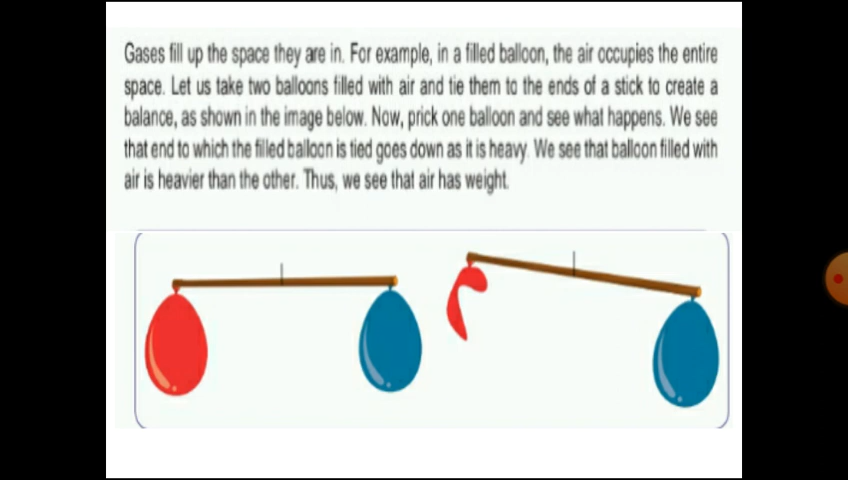 Gases fill up the space they are in. For example, in a filled balloon, the air occupies the entire
space. Let us take two balloons filled with air and tie them to the ends of a stick to create a
balance, as shown in the image below. Now, prick one balloon and see what happens. We see
that end to which the filled balloon is tied goes down as it is heavy. We see that balloon filled with
air is heavier than the other. Thus, we see that air has weight.